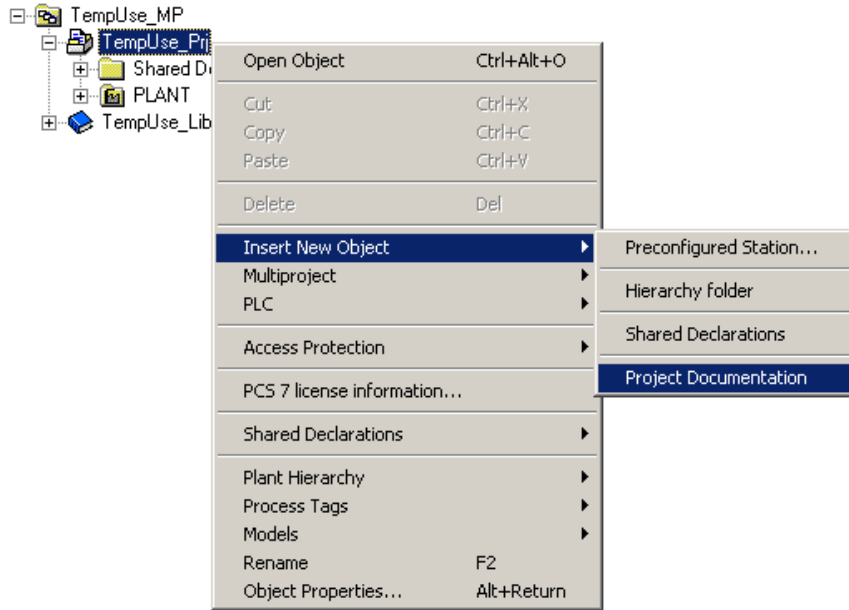 TempUse_MP
TempUse_Prj
Shared D
PLANT
TempUse_Lib
Open Object Ctrl+Alt+O
Cut Ctrl+X
Copy Ctrl+C
Paste Ctrl+V
Delete Del
Insert New Object
Multiproject
PLC
Access Protection
PCS 7 license information...
Shared Declarations
Plant Hierarchy
Process Tags
Models
Rename F2
Object Properties... Alt+Return
Preconfigured Station...
Hierarchy folder
Shared Declarations
Project Documentation